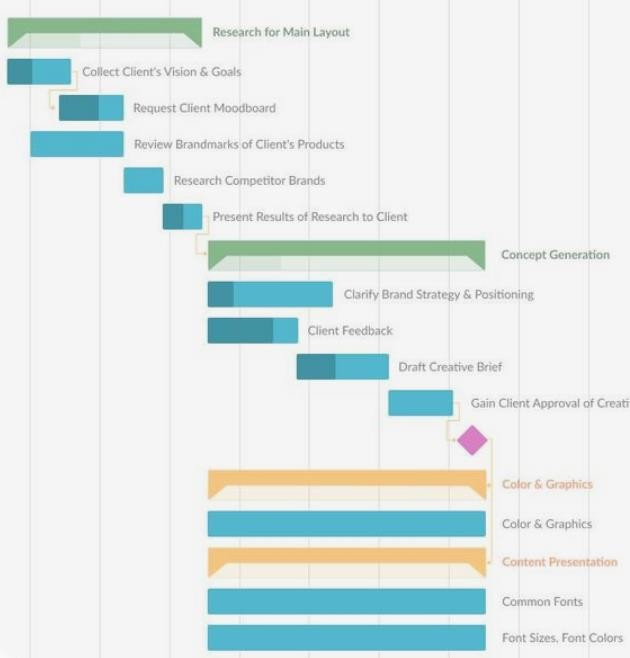 Research for Main Layout
Collect Client's Vision & Goals
Request Client Moodboard
Review Brandmarks of Client's Products
Research Competitor Brands
Present Results of Research to Client
Concept Generation
Clarify Brand Strategy & Positioning
Client Feedback
Draft Creative Brief
Gain Client Approval of Creati
Color & Graphics
Color & Graphics
Content Presentation
Common Fonts
Font Sizes, Font Colors